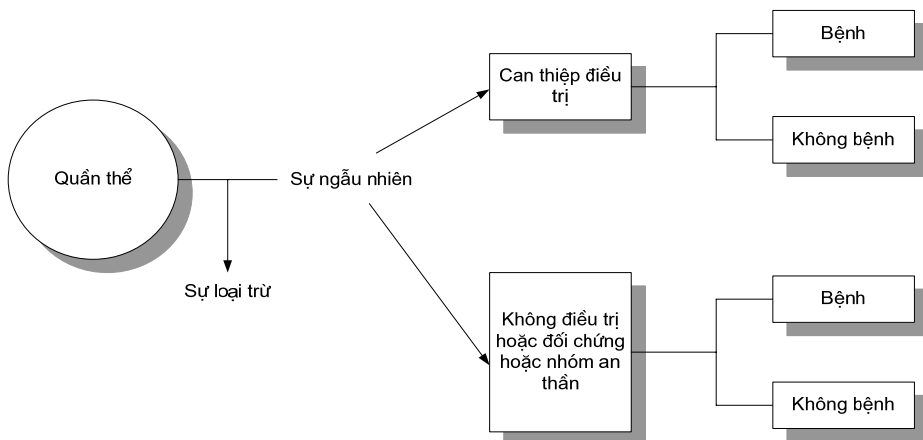 Quần thể
Sự loại trừ
Sự ngẫu nhiên
Can thiệp điều
trị
Bệnh
Không bệnh
Không điều trị
hoặc đối chứng
hoặc nhóm an
thần
Bệnh
Không bệnh